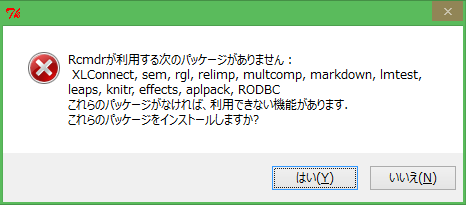 Rcmdrが利用する次のパッケージがありません :
XLConnect, sem, rgl, relimp, multcomp, markdown, lmtest,
leaps, knitr, effects, aplpack, RODBC
これらのパッケージがなければ、利用できない機能があります.
これらのパッケージをインストールしますか?
はい(Y)
いいえ(N)